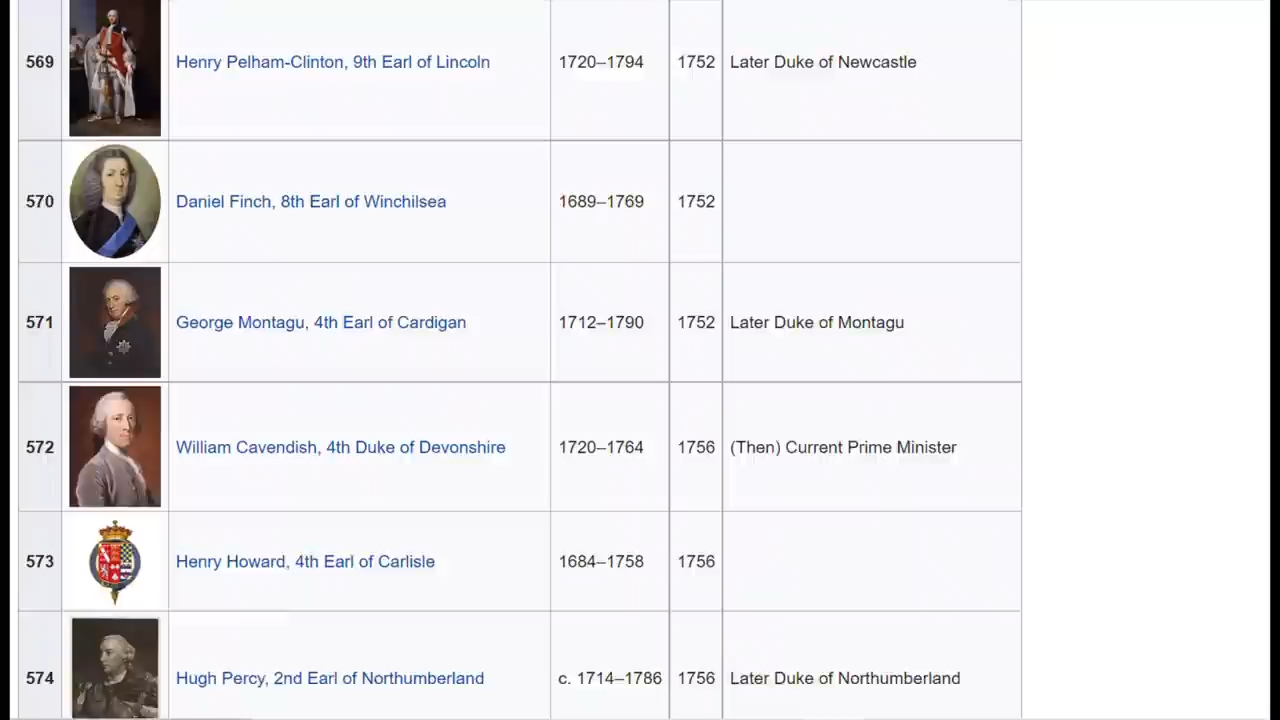 569 Henry Pelham-Clinton, 9th Earl of Lincoln 1720–1794 1752 Later Duke of Newcastle
570 Daniel Finch, 8th Earl of Winchilsea 1689–1769 1752
571 George Montagu, 4th Earl of Cardigan 1712–1790 1752 Later Duke of Montagu
572 William Cavendish, 4th Duke of Devonshire 1720–1764 1756 (Then) Current Prime Minister
573 Henry Howard, 4th Earl of Carlisle 1684–1758 1756
574 Hugh Percy, 2nd Earl of Northumberland c. 1714–1786 1756 Later Duke of Northumberland